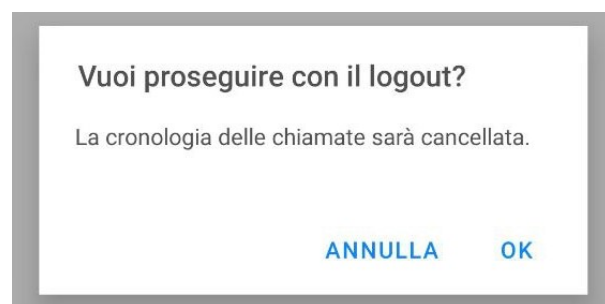 Vuoi proseguire con il logout?
La cronologia delle chiamate sarà cancellata.
ANNULLA OK